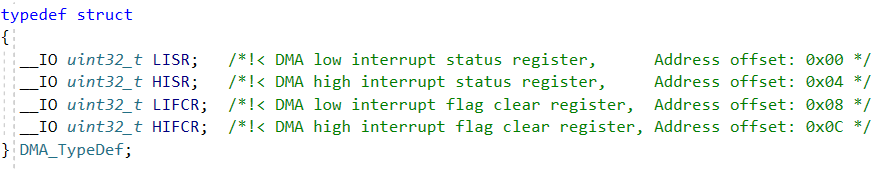 typedef struct
{
  __IO uint32_t LISR;   /*!< DMA low interrupt status register,      Address offset: 0x00 */
  __IO uint32_t HISR;   /*!< DMA high interrupt status register,     Address offset: 0x04 */
  __IO uint32_t LIFCR;  /*!< DMA low interrupt flag clear register,  Address offset: 0x08 */
  __IO uint32_t HIFCR;  /*!< DMA high interrupt flag clear register, Address offset: 0x0C */
} DMA_TypeDef;